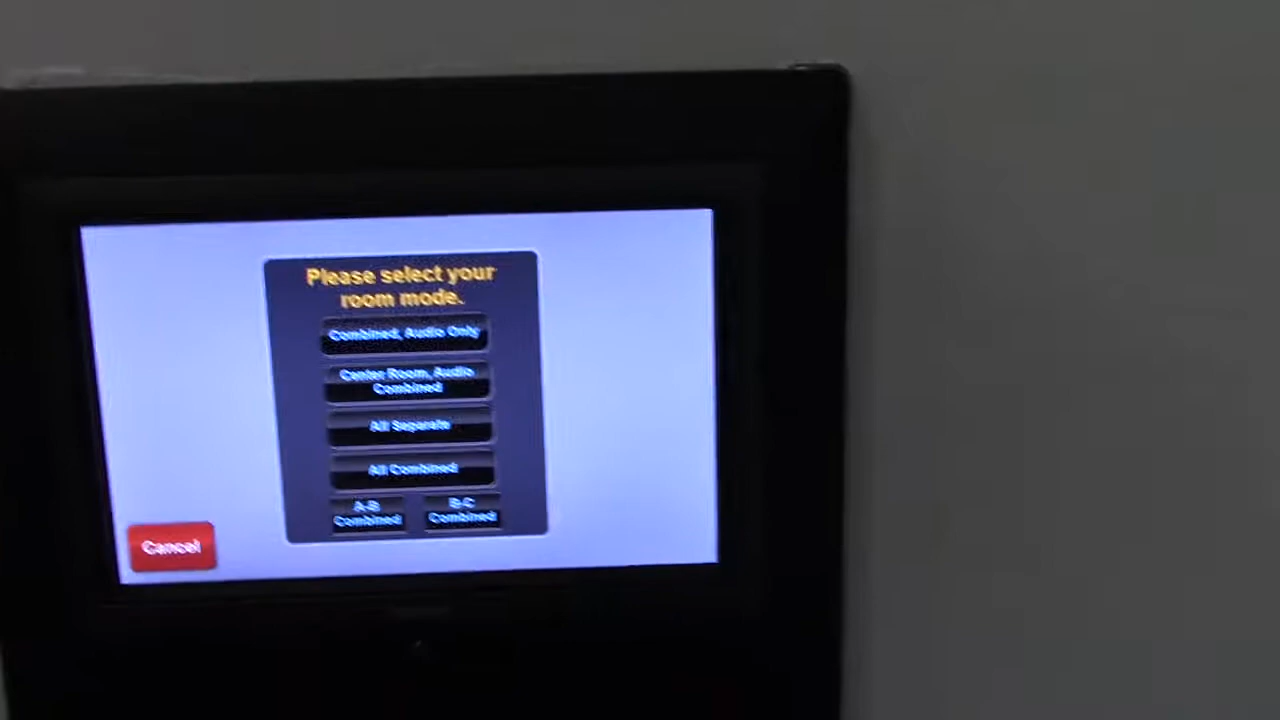 Please select your
room mode.
Combined, Audio Only
Center Room, Audio
Combined
All Separate
All Combined
A-B
Combined
B-C
Combined
Cancel